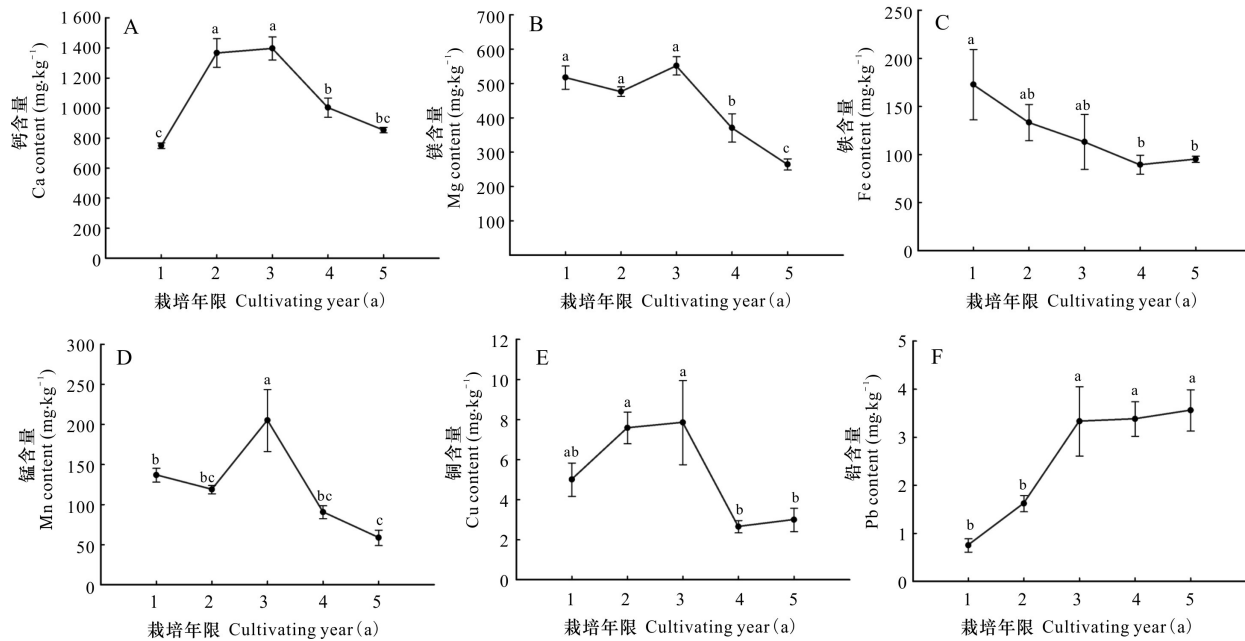 A
1 600
1 400
1 200
1 000
800
600
400
200
0
钙含量
Ca content (mg·kg⁻¹)
c
a
a
b
bc
1 2 3 4 5
栽培年限 Cultivating year(a)
B
700
600
500
400
300
200
100
镁含量
Mg content (mg·kg⁻¹)
a
a
a
b
c
1 2 3 4 5
栽培年限 Cultivating year(a)
C
250
200
150
100
50
0
铁含量
Fe content (mg·kg⁻¹)
a
ab
ab
b
b
1 2 3 4 5
栽培年限 Cultivating year(a)
D
300
250
200
150
100
50
0
锰含量
Mn content (mg·kg⁻¹)
b
bc
a
bc
c
1 2 3 4 5
栽培年限 Cultivating year(a)
E
12
10
8
6
4
2
0
铜含量
Cu content (mg·kg⁻¹)
ab
a
a
b
b
1 2 3 4 5
栽培年限 Cultivating year(a)
F
5
4
3
2
1
0
铅含量
Pb content (mg·kg⁻¹)
b
b
a
a
a
1 2 3 4 5
栽培年限 Cultivating year(a)